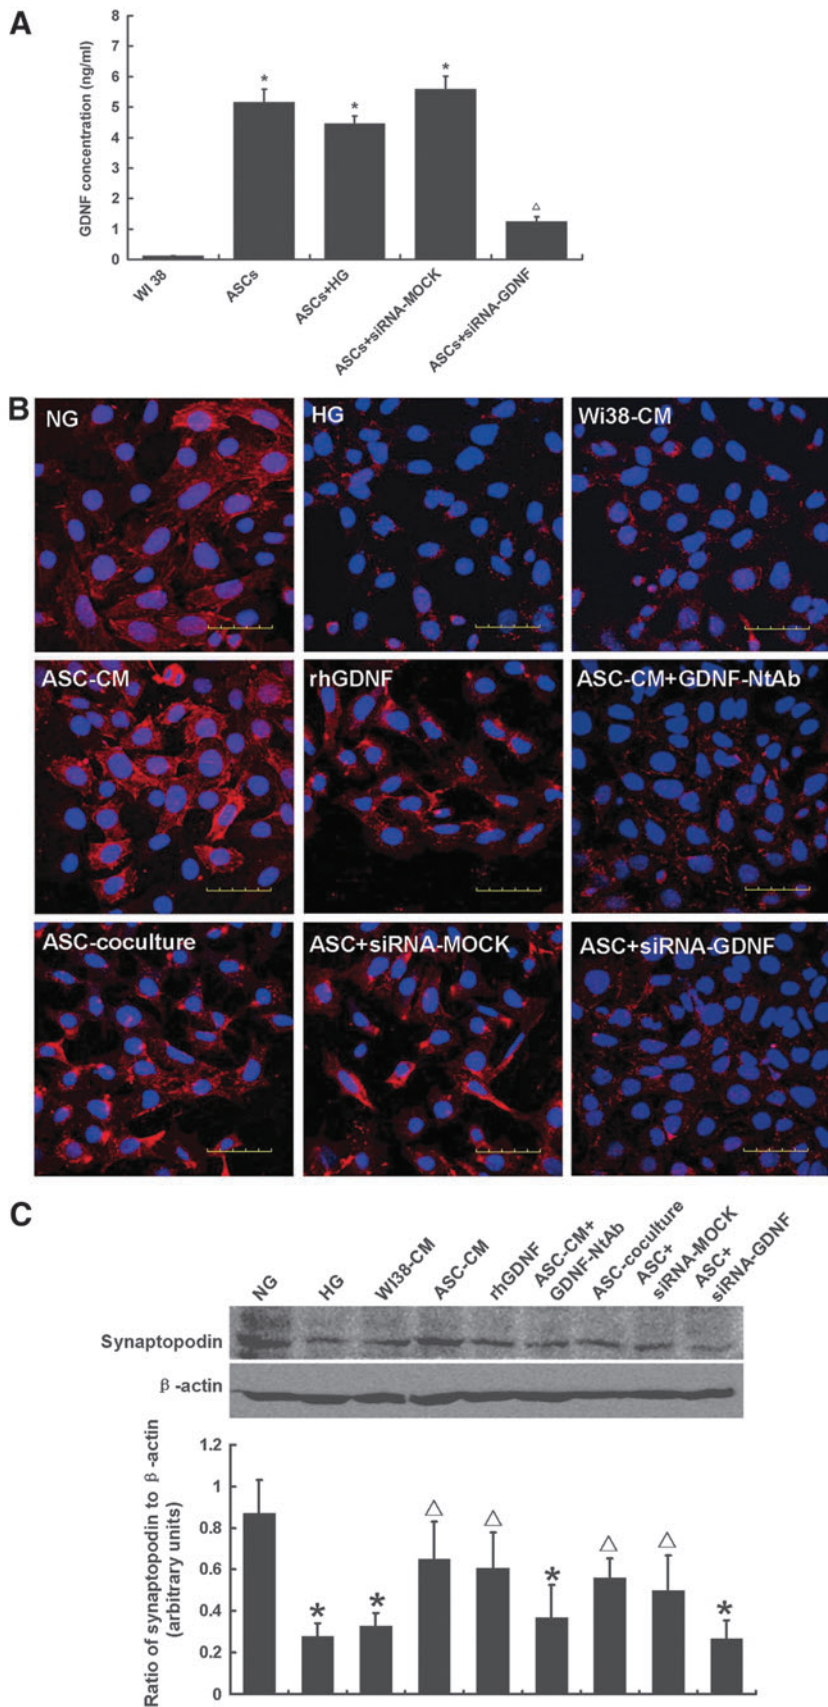 A
GDNF concentration (ng/ml)
8
7
6
5
4
3
2
1
0
*
*
*
△
WI 38
ASCs
ASCs+HG
ASCs+siRNA-MOCK
ASCs+siRNA-GDNF
B
NG
HG
Wi38-CM
ASC-CM
rhGDNF
ASC-CM+GDNF-NtAb
ASC-coculture
ASC+siRNA-MOCK
ASC+siRNA-GDNF
C
NG
HG
WI38-CM
ASC-CM
rhGDNF
ASC-CM+
GDNF-NtAb
ASC-coculture
ASC+
siRNA-MOCK
ASC+
siRNA-GDNF
Synaptopodin
β -actin
Ratio of synaptopodin to β -actin
(arbitrary units)
1.2
1
0.8
0.6
0.4
0.2
0
*
*
△
△
*
△
△
*